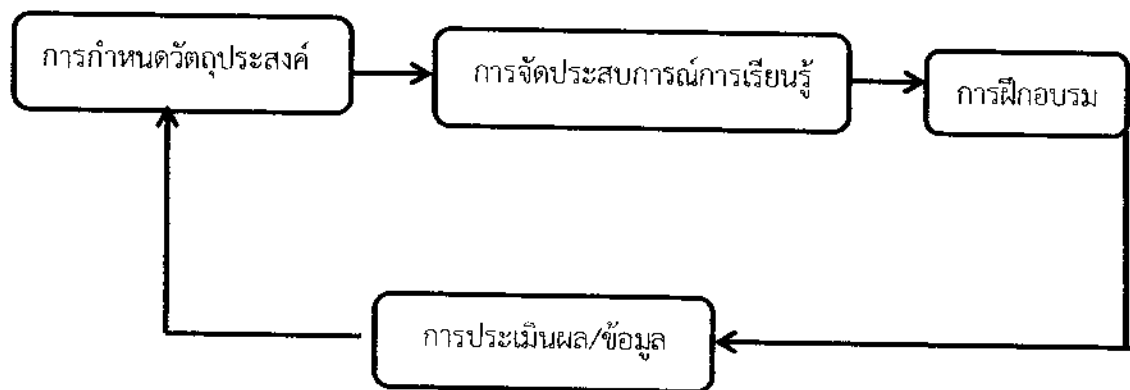 การกำหนดวัตถุประสงค์
การจัดประสบการณ์การเรียนรู้
การฝึกอบรม
การประเมินผล/ข้อมูล